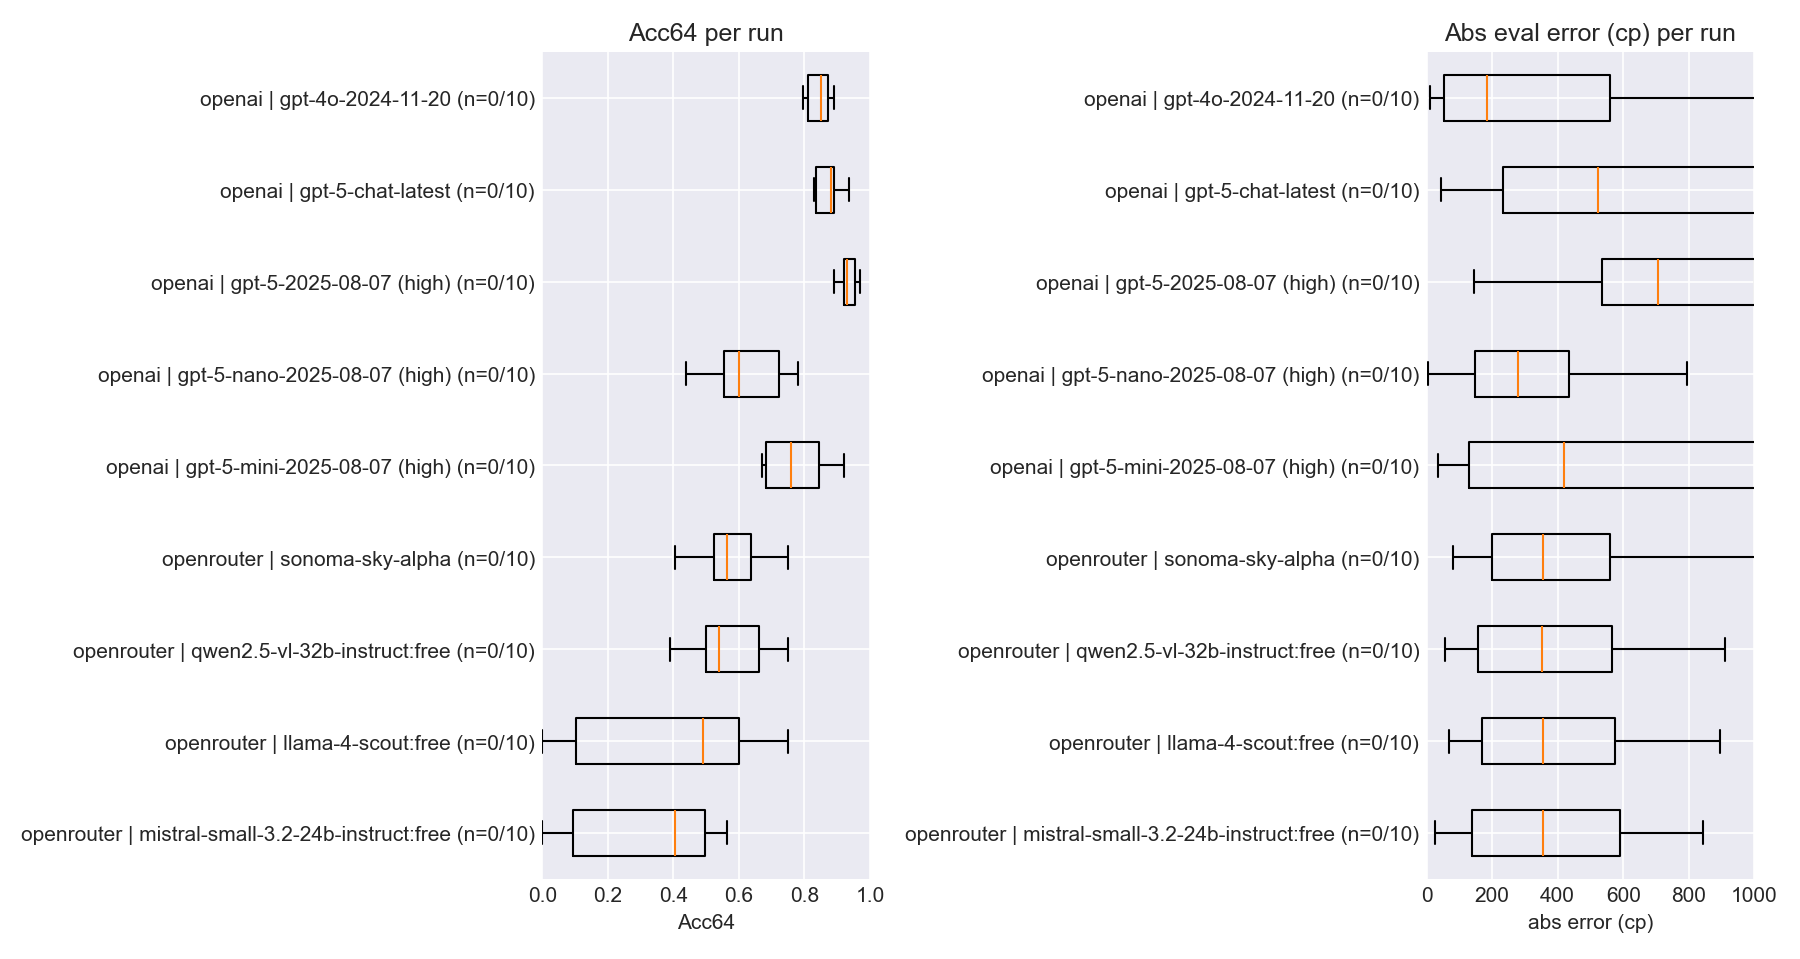 Acc64 per run
openai | gpt-4o-2024-11-20 (n=0/10)
openai | gpt-5-chat-latest (n=0/10)
openai | gpt-5-2025-08-07 (high) (n=0/10)
openai | gpt-5-nano-2025-08-07 (high) (n=0/10)
openai | gpt-5-mini-2025-08-07 (high) (n=0/10)
openrouter | sonoma-sky-alpha (n=0/10)
openrouter | qwen2.5-vl-32b-instruct:free (n=0/10)
openrouter | llama-4-scout:free (n=0/10)
openrouter | mistral-small-3.2-24b-instruct:free (n=0/10)
0.0 0.2 0.4 0.6 0.8 1.0
Acc64
Abs eval error (cp) per run
openai | gpt-4o-2024-11-20 (n=0/10)
openai | gpt-5-chat-latest (n=0/10)
openai | gpt-5-2025-08-07 (high) (n=0/10)
openai | gpt-5-nano-2025-08-07 (high) (n=0/10)
openai | gpt-5-mini-2025-08-07 (high) (n=0/10)
openrouter | sonoma-sky-alpha (n=0/10)
openrouter | qwen2.5-vl-32b-instruct:free (n=0/10)
openrouter | llama-4-scout:free (n=0/10)
openrouter | mistral-small-3.2-24b-instruct:free (n=0/10)
0 200 400 600 800 1000
abs error (cp)